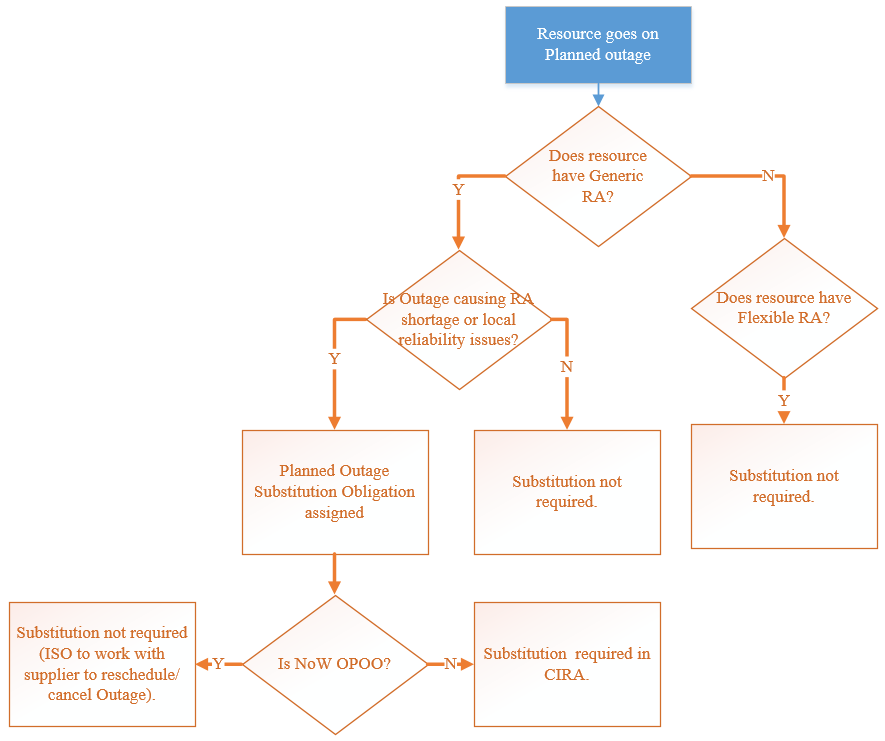 Resource goes on
Planned outage
Does resource
have Generic
RA?
Y
N
Is Outage causing RA
shortage or local
reliability issues?
Does resource have
Flexible RA?
Y
N
Y
Planned Outage
Substitution Obligation
assigned
Substitution not
required.
Substitution not
required.
Substitution not required
(ISO to work with
supplier to reschedule/
cancel Outage).
Y
Is NoW OPOO?
N
Substitution  required in
CIRA.